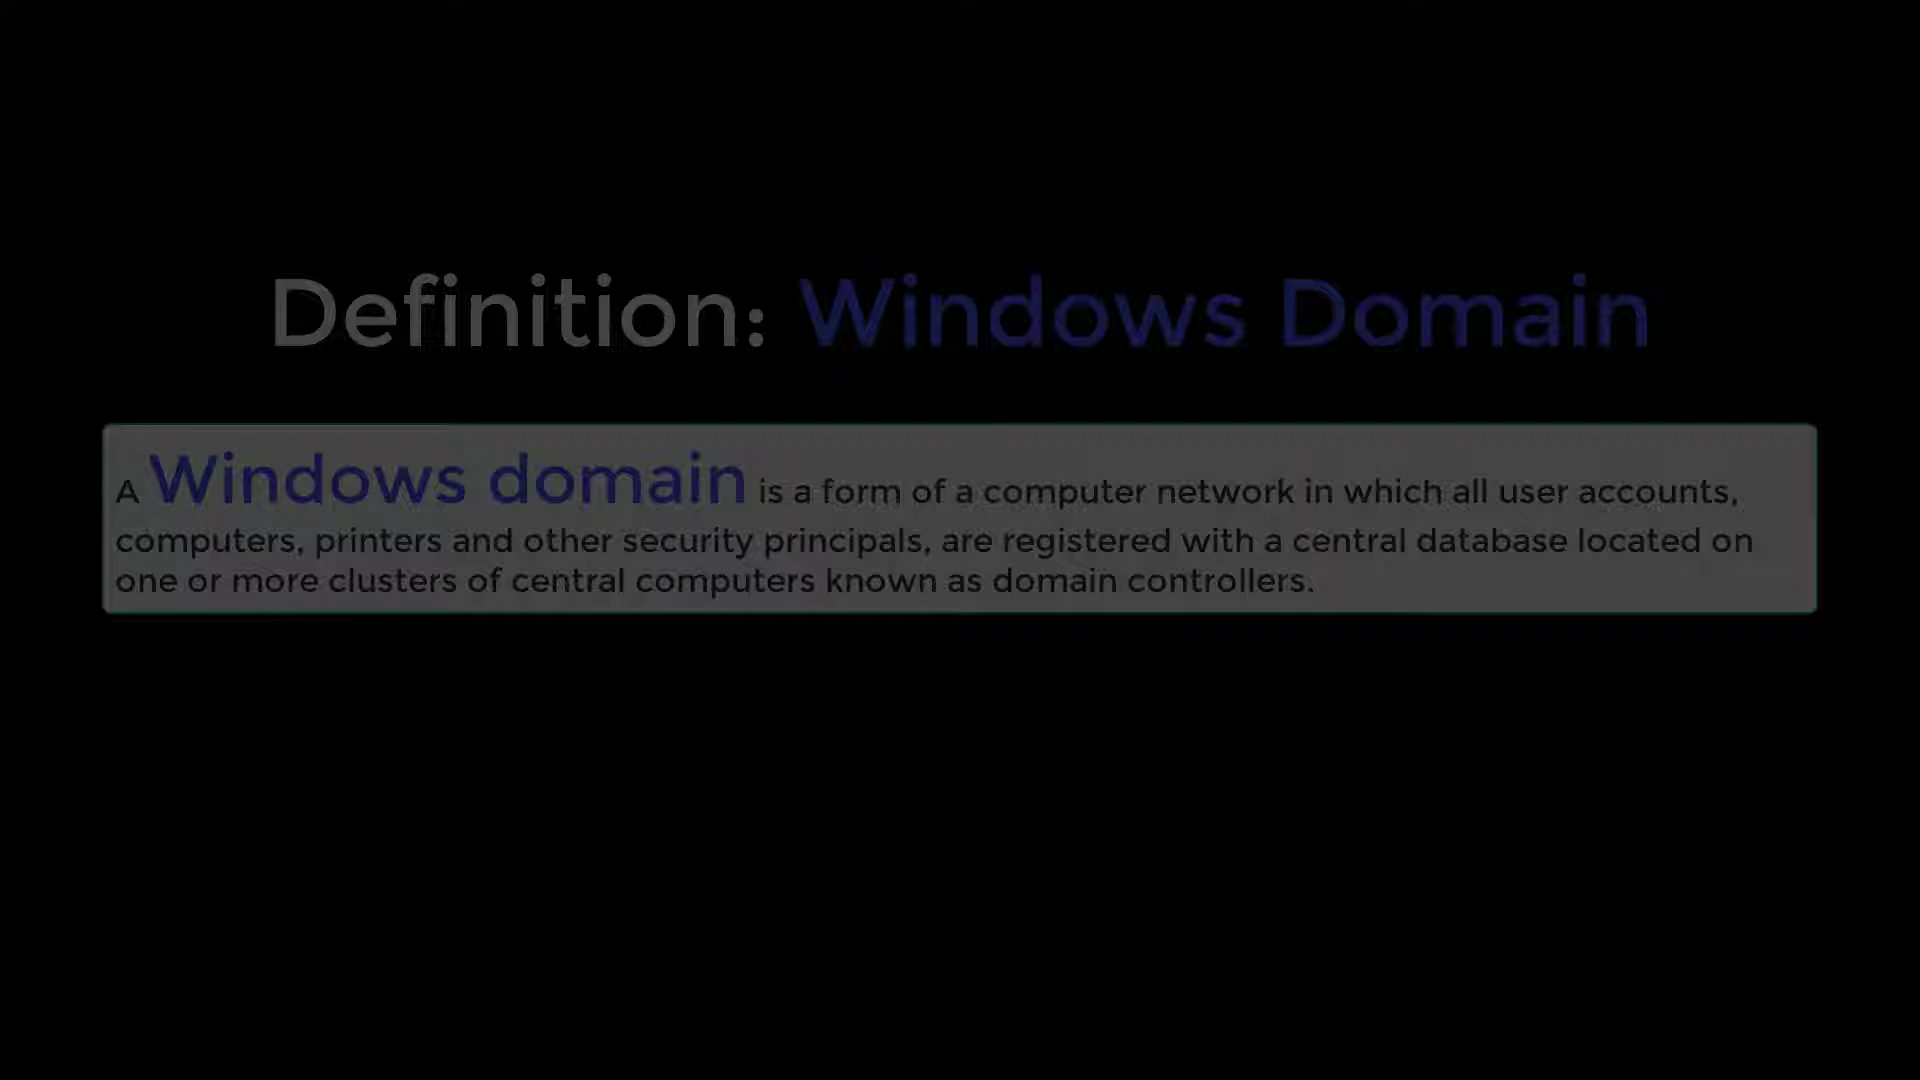 Definition: Windows Domain
A Windows domain is a form of a computer network in which all user accounts,
computers, printers and other security principals, are registered with a central database located on
one or more clusters of central computers known as domain controllers.